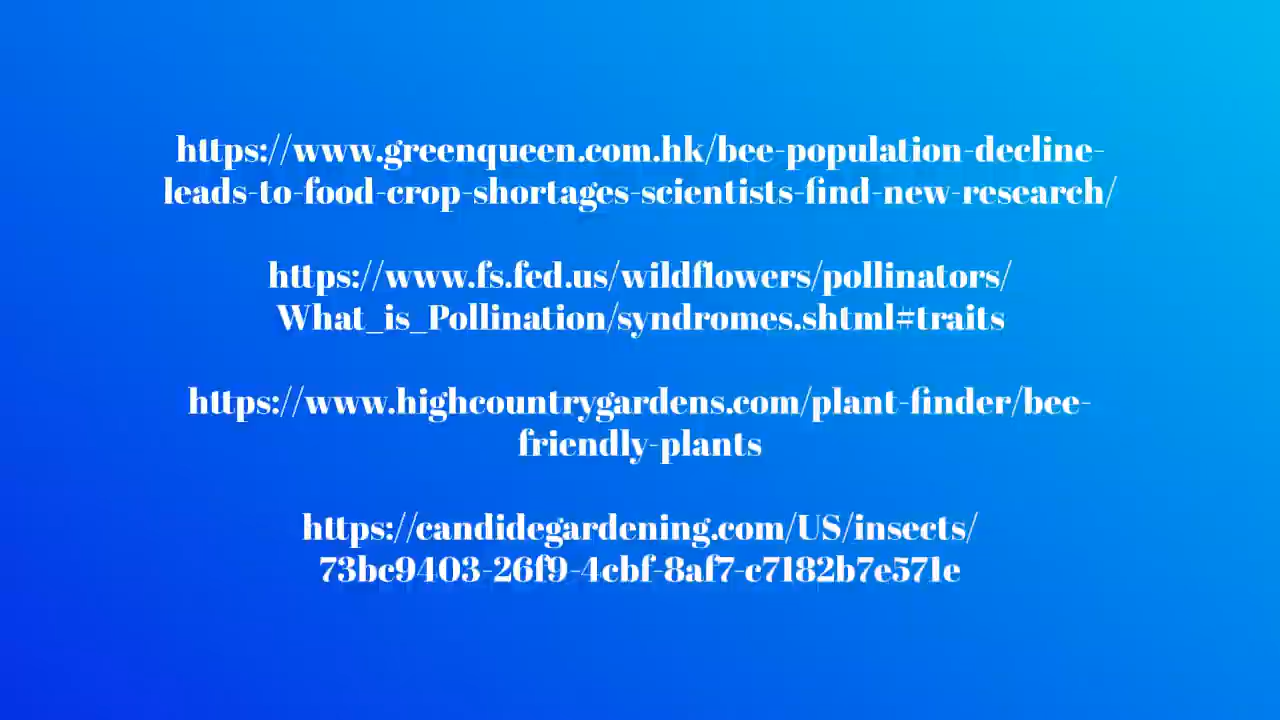 https://www.greenqueen.com.hk/bee-population-decline-
leads-to-food-crop-shortages-scientists-find-new-research/
https://www.fs.fed.us/wildflowers/pollinators/
What_is_Pollination/syndromes.shtml#traits
https://www.highcountrygardens.com/plant-finder/bee-
friendly-plants
https://candidegardening.com/US/insects/
73bc9403-26f9-4cbf-8af7-c7182b7e571e